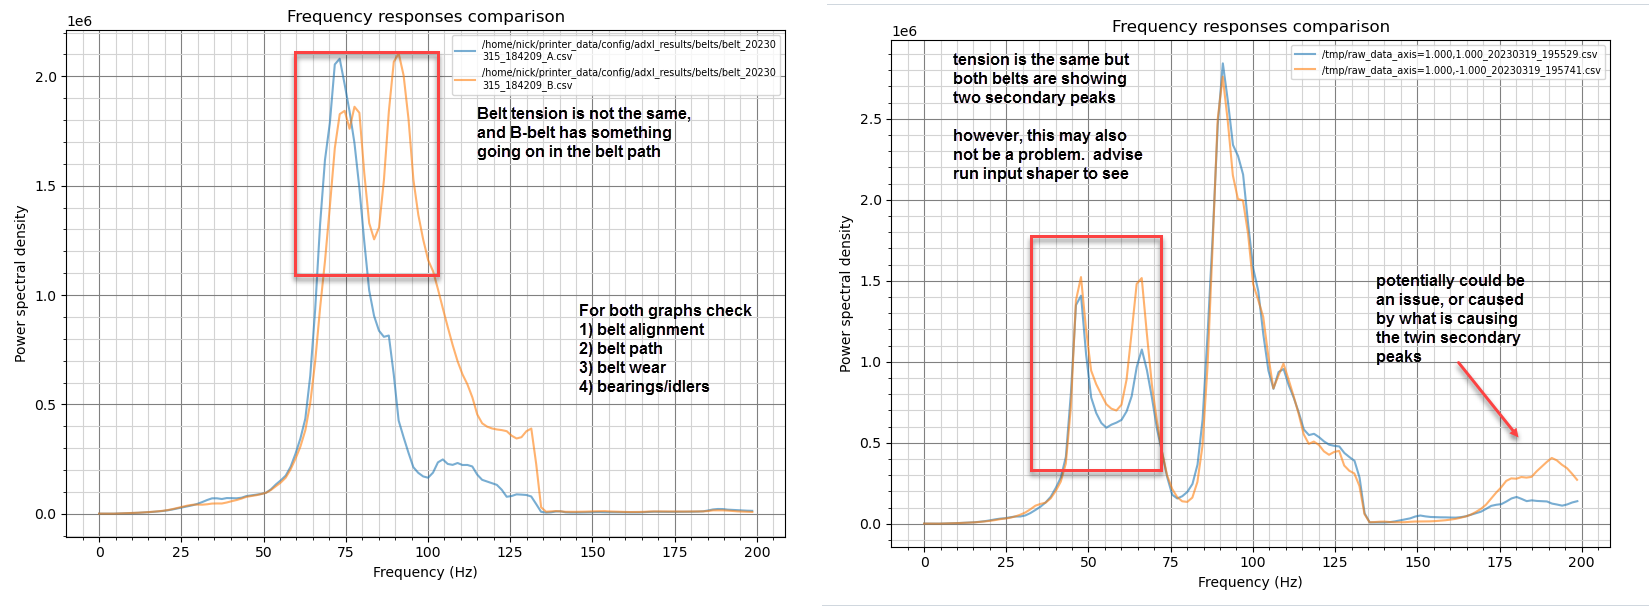 Frequency responses comparison
1e6
/home/nick/printer_data/config/adxl_results/belts/belt_20230
315_184209_A.csv
/home/nick/printer_data/config/adxl_results/belts/belt_20230
315_184209_B.csv
Belt tension is not the same,
and B-belt has something
going on in the belt path
For both graphs check
1) belt alignment
2) belt path
3) belt wear
4) bearings/idlers
Power spectral density
2.0
1.5
1.0
0.5
0.0
0 25 50 75 100 125 150 175 200
Frequency (Hz)
Frequency responses comparison
1e6
/tmp/raw_data_axis=1.000,1.000_20230319_195529.csv
/tmp/raw_data_axis=1.000,-1.000_20230319_195741.csv
tension is the same but
both belts are showing
two secondary peaks
however, this may also
not be a problem. advise
run input shaper to see
potentially could be
an issue, or caused
by what is causing
the twin secondary
peaks
Power spectral density
2.5
2.0
1.5
1.0
0.5
0.0
0 25 50 75 100 125 150 175 200
Frequency (Hz)